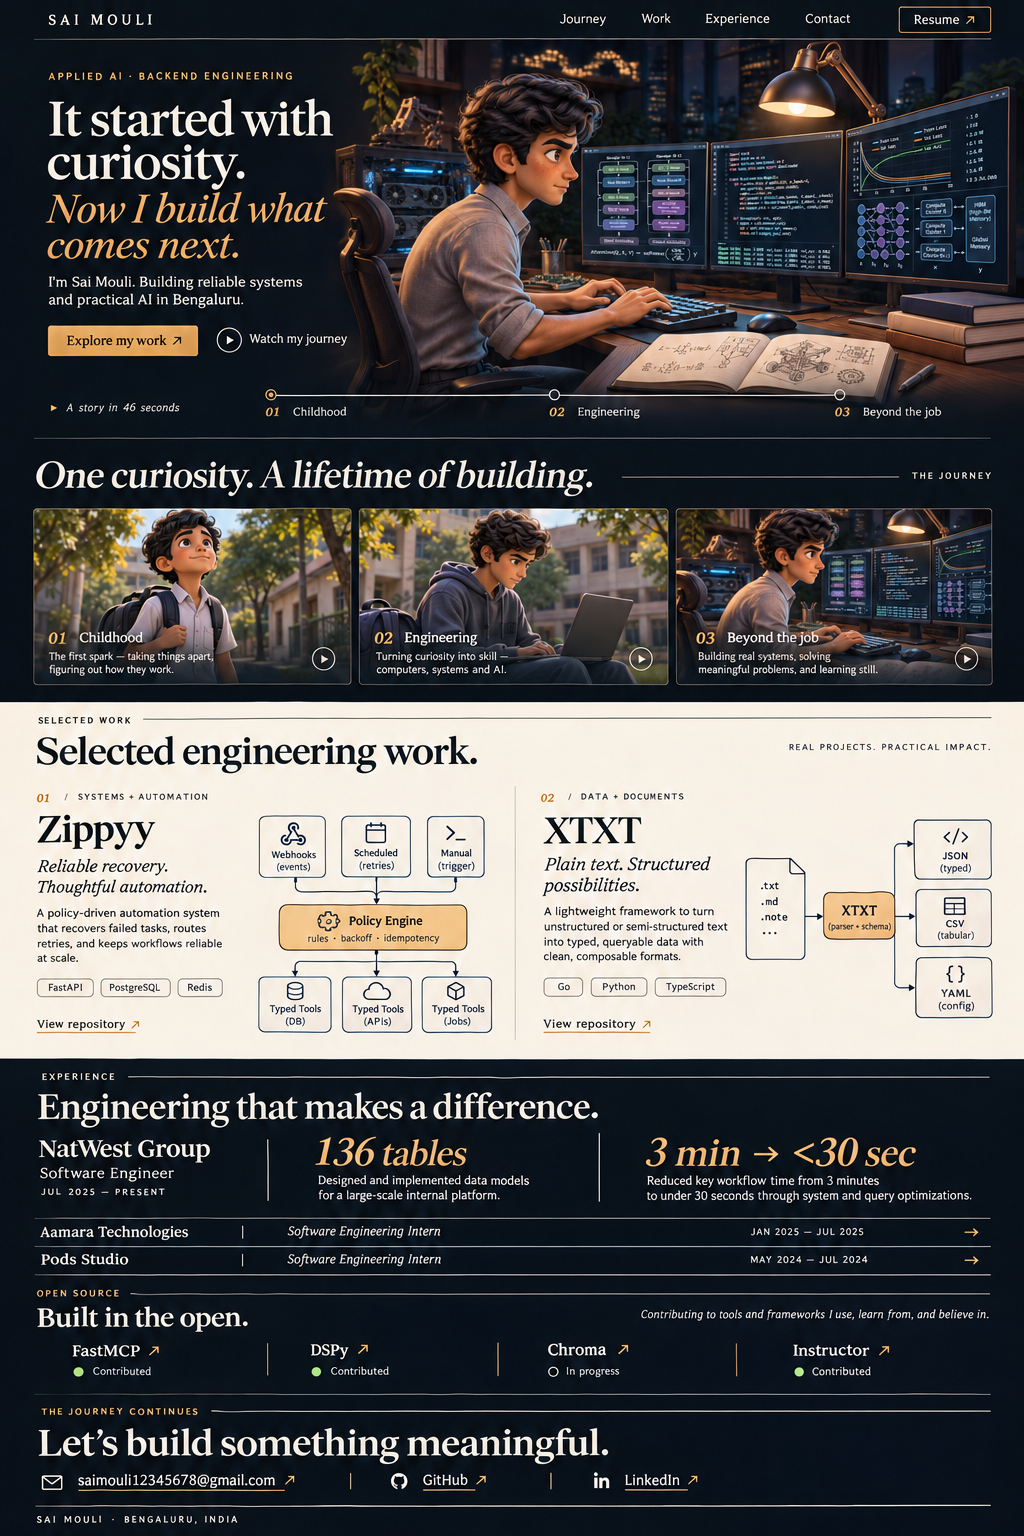 SAI MOULI
Journey
Work
Experience
Contact
Resume ↗
APPLIED AI · BACKEND ENGINEERING
It started with
curiosity.
Now I build what
comes next.
I'm Sai Mouli. Building reliable systems
and practical AI in Bengaluru.
Explore my work ↗
Watch my journey
A story in 46 seconds
01 Childhood
02 Engineering
03 Beyond the job
One curiosity. A lifetime of building.
THE JOURNEY
01 Childhood
The first spark — taking things apart,
figuring out how they work.
02 Engineering
Turning curiosity into skill —
computers, systems and AI.
03 Beyond the job
Building real systems, solving
meaningful problems, and learning still.
SELECTED WORK
Selected engineering work.
REAL PROJECTS. PRACTICAL IMPACT.
01 / SYSTEMS + AUTOMATION
Zippyy
Reliable recovery.
Thoughtful automation.
A policy-driven automation system
that recovers failed tasks, routes
retries, and keeps workflows reliable
at scale.
FastAPI
PostgreSQL
Redis
View repository ↗
Webhooks
(events)
Scheduled
(retries)
Manual
(trigger)
Policy Engine
rules · backoff · idempotency
Typed Tools
(DB)
Typed Tools
(APIs)
Typed Tools
(Jobs)
02 / DATA + DOCUMENTS
XTXT
Plain text. Structured
possibilities.
A lightweight framework to turn
unstructured or semi-structured text
into typed, queryable data with
clean, composable formats.
Go
Python
TypeScript
View repository ↗
.txt
.md
.note
...
XTXT
(parser + schema)
</>
JSON
(typed)
CSV
(tabular)
{ }
YAML
(config)
EXPERIENCE
Engineering that makes a difference.
NatWest Group
Software Engineer
JUL 2025 — PRESENT
136 tables
Designed and implemented data models
for a large-scale internal platform.
3 min → <30 sec
Reduced key workflow time from 3 minutes
to under 30 seconds through system and query optimizations.
Aamara Technologies
Software Engineering Intern
JAN 2025 — JUL 2025 →
Pods Studio
Software Engineering Intern
MAY 2024 — JUL 2024 →
OPEN SOURCE
Built in the open.
Contributing to tools and frameworks I use, learn from, and believe in.
FastMCP ↗
Contributed
DSPy ↗
Contributed
Chroma ↗
In progress
Instructor ↗
Contributed
THE JOURNEY CONTINUES
Let's build something meaningful.
saimouli12345678@gmail.com ↗
GitHub ↗
in LinkedIn ↗
SAI MOULI · BENGALURU, INDIA